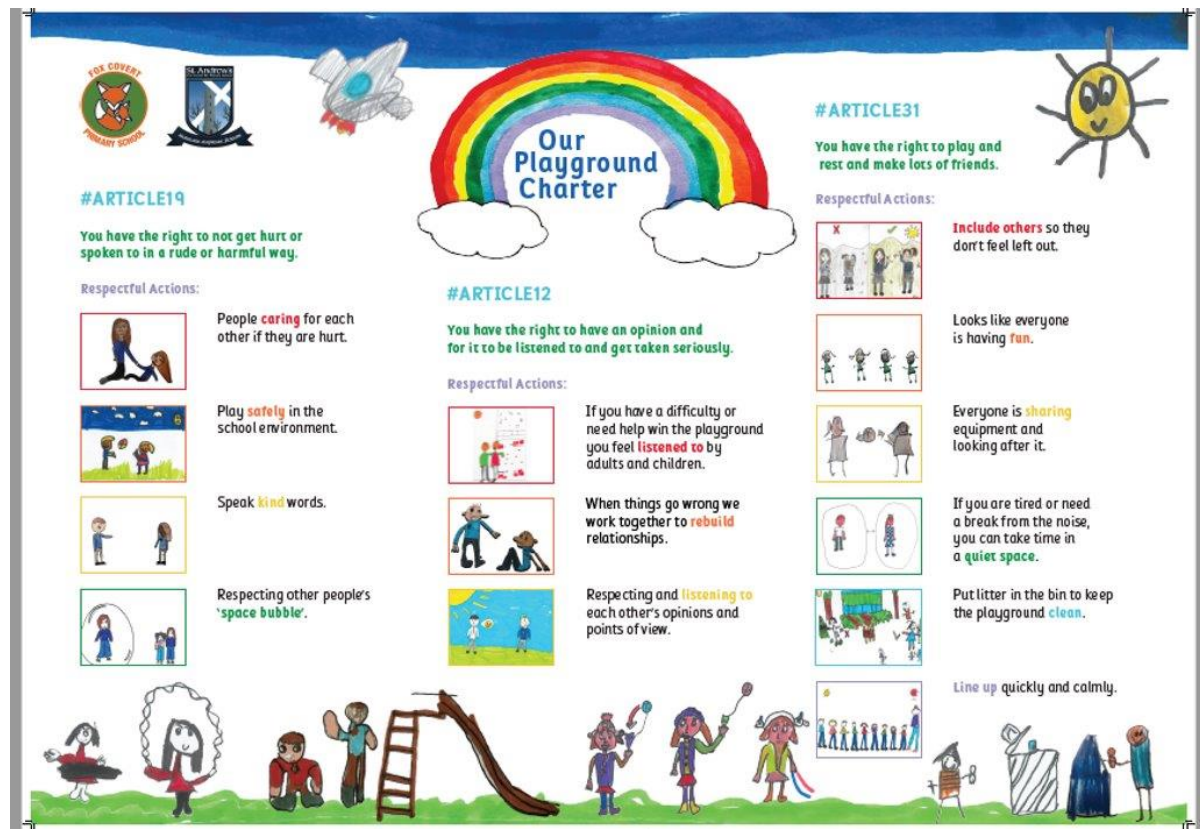 FOX COVERT
PRIMARY SCHOOL
St. Andrew's
Our
Playground
Charter
#ARTICLE19
You have the right to not get hurt or
spoken to in a rude or harmful way.
Respectful Actions:
People caring for each
other if they are hurt.
Play safely in the
school environment.
Speak kind words.
Respecting other people's
'space bubble'.
#ARTICLE12
You have the right to have an opinion and
for it to be listened to and get taken seriously.
Respectful Actions:
If you have a difficulty or
need help win the playground
you feel listened to by
adults and children.
When things go wrong we
work together to rebuild
relationships.
Respecting and listening to
each other's opinions and
points of view.
#ARTICLE31
You have the right to play and
rest and make lots of friends.
Respectful Actions:
Include others so they
don't feel left out.
Looks like everyone
is having fun.
Everyone is sharing
equipment and
looking after it.
If you are tired or need
a break from the noise,
you can take time in
a quiet space.
Put litter in the bin to keep
the playground clean.
Line up quickly and calmly.